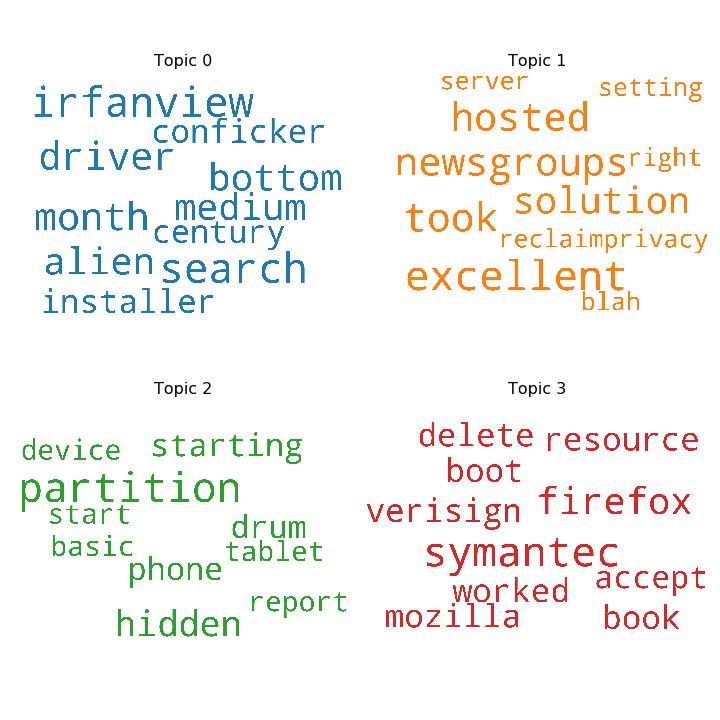 Topic 0
irfanview
conficker
driver
bottom
medium
month
century
alien
search
installer
Topic 1
server
setting
hosted
newsgroups
right
solution
took
reclaimprivacy
excellent
blah
Topic 2
device
starting
partition
start
drum
basic
tablet
phone
report
hidden
Topic 3
delete
resource
boot
firefox
verisign
symantec
accept
worked
mozilla
book